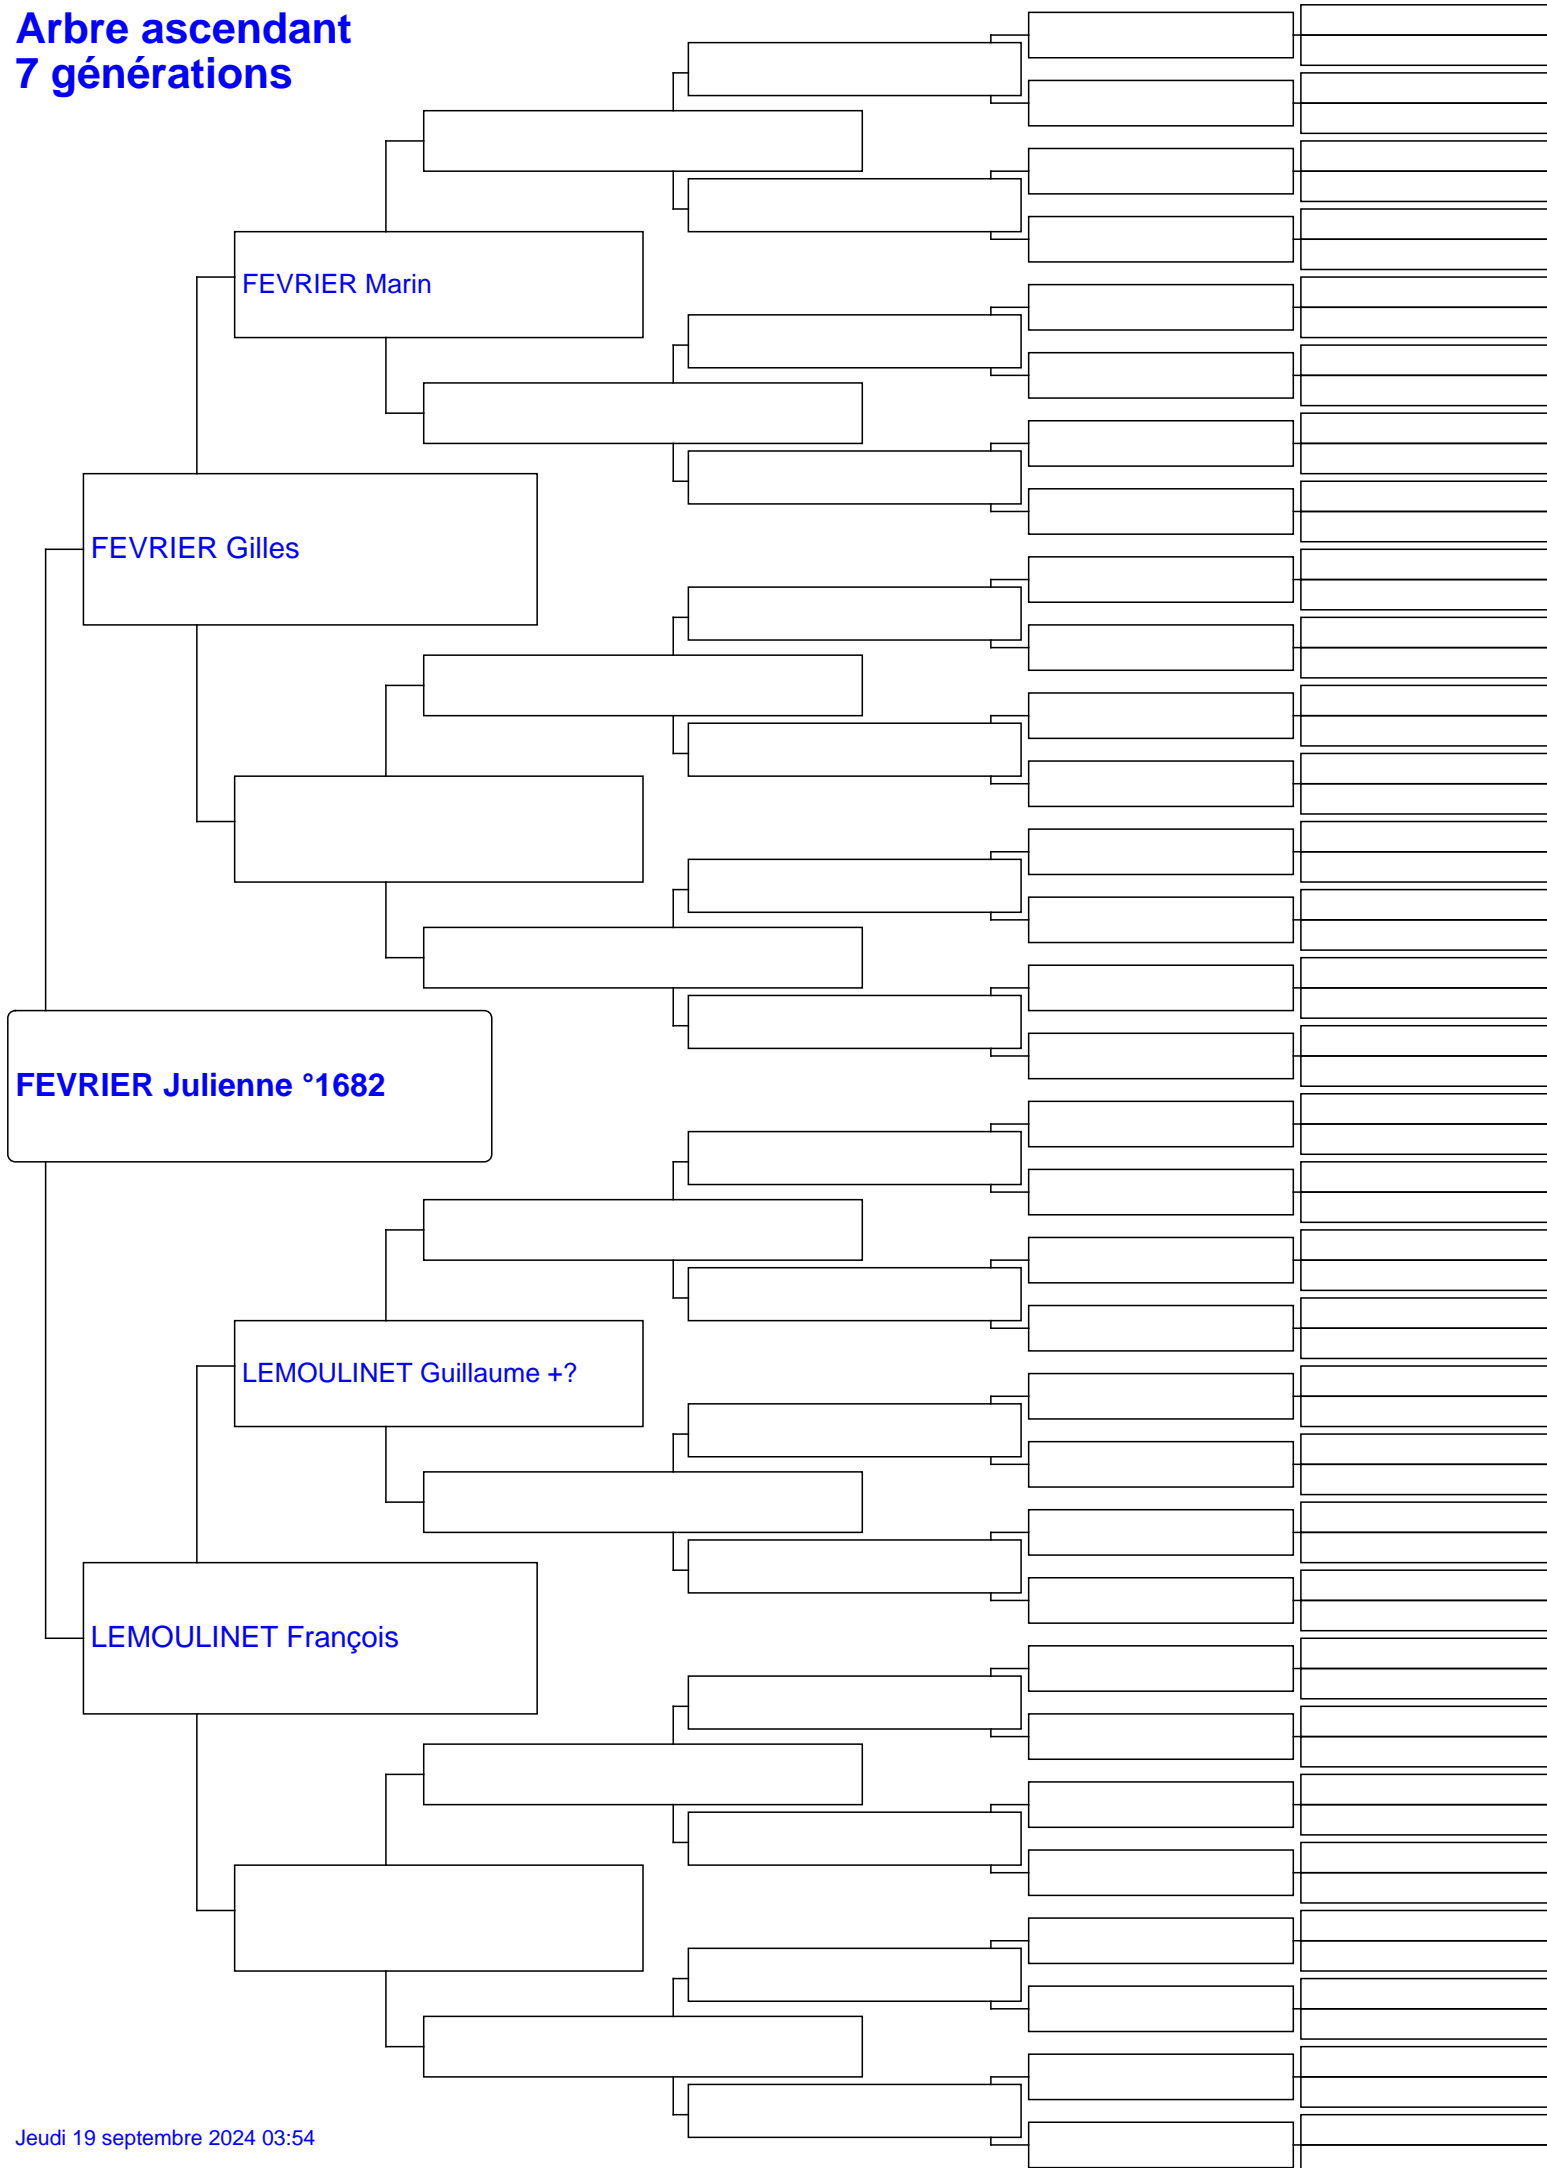 Arbre ascendant
7 générations
FEVRIER Marin
FEVRIER Gilles
FEVRIER Julienne °1682
LEMOULINET Guillaume +?
LEMOULINET François
Jeudi 19 septembre 2024 03:54